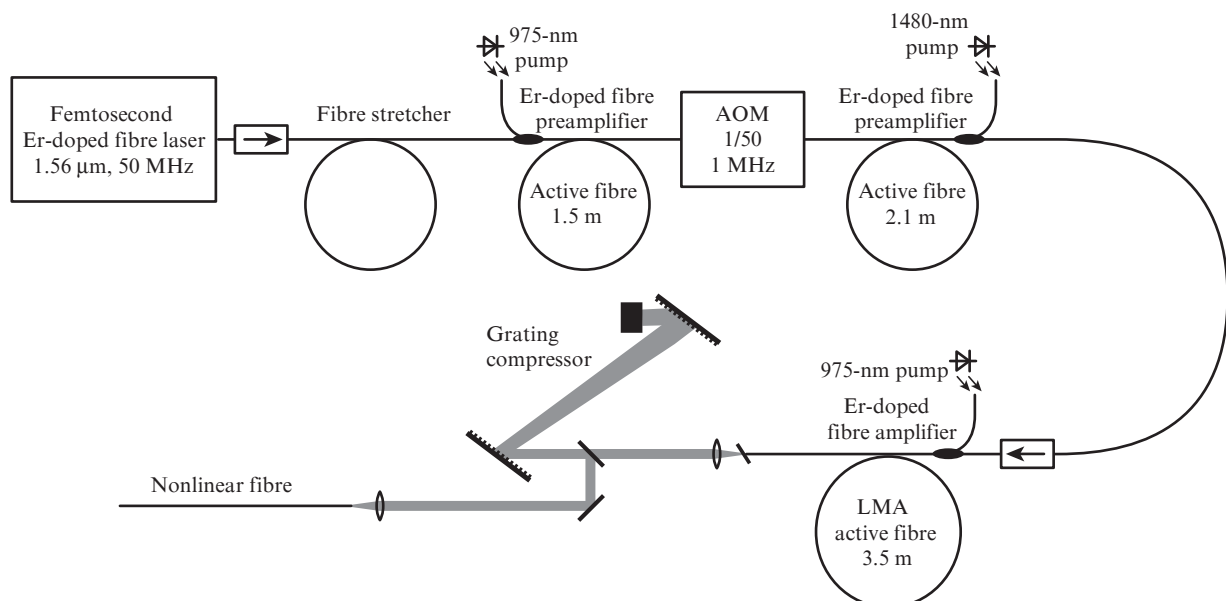 Femtosecond
Er-doped fibre laser
1.56 μm, 50 MHz
Fibre stretcher
975-nm
pump
Er-doped fibre
preamplifier
Active fibre
1.5 m
AOM
1/50
1 MHz
1480-nm
pump
Er-doped fibre
preamplifier
Active fibre
2.1 m
Grating
compressor
975-nm pump
Er-doped
fibre amplifier
LMA
active fibre
3.5 m
Nonlinear fibre